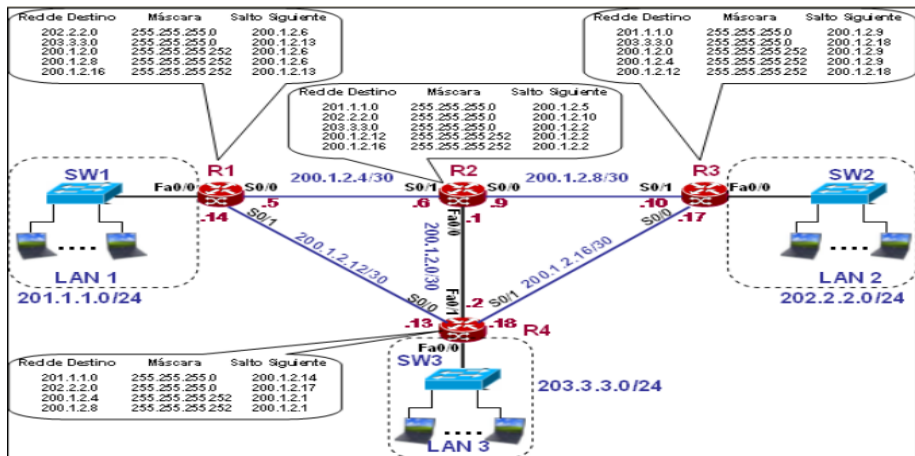 Red de Destino Máscara Salto Siguiente
202.2.2.0 255.255.255.0 200.1.2.6
203.3.3.0 255.255.255.0 200.1.2.13
200.1.2.0 255.255.255.252 200.1.2.6
200.1.2.8 255.255.255.252 200.1.2.6
200.1.2.16 255.255.255.252 200.1.2.13
Red de Destino Máscara Salto Siguiente
201.1.1.0 255.255.255.0 200.1.2.9
203.3.3.0 255.255.255.0 200.1.2.18
200.1.2.0 255.255.255.252 200.1.2.9
200.1.2.4 255.255.255.252 200.1.2.9
200.1.2.12 255.255.255.252 200.1.2.18
Red de Destino Máscara Salto Siguiente
201.1.1.0 255.255.255.0 200.1.2.5
202.2.2.0 255.255.255.0 200.1.2.10
203.3.3.0 255.255.255.0 200.1.2.2
200.1.2.12 255.255.255.252 200.1.2.2
200.1.2.16 255.255.255.252 200.1.2.2
SW1
R1
R2
R3
SW2
Fa0/0
S0/0
200.1.2.4/30
S0/1
S0/0
200.1.2.8/30
S0/1
Fa0/0
.5
.6
.9
.10
.14
S0/1
.1
Fa0/0
S0/0
.17
200.1.2.12/30
200.1.2.0/30
200.1.2.16/30
LAN 1
201.1.1.0/24
LAN 2
202.2.2.0/24
S0/0
Fa0/1
.2
S0/1
.13
.18
R4
Fa0/0
SW3
203.3.3.0/24
LAN 3
Red de Destino Máscara Salto Siguiente
201.1.1.0 255.255.255.0 200.1.2.14
202.2.2.0 255.255.255.0 200.1.2.17
200.1.2.4 255.255.255.252 200.1.2.1
200.1.2.8 255.255.255.252 200.1.2.1